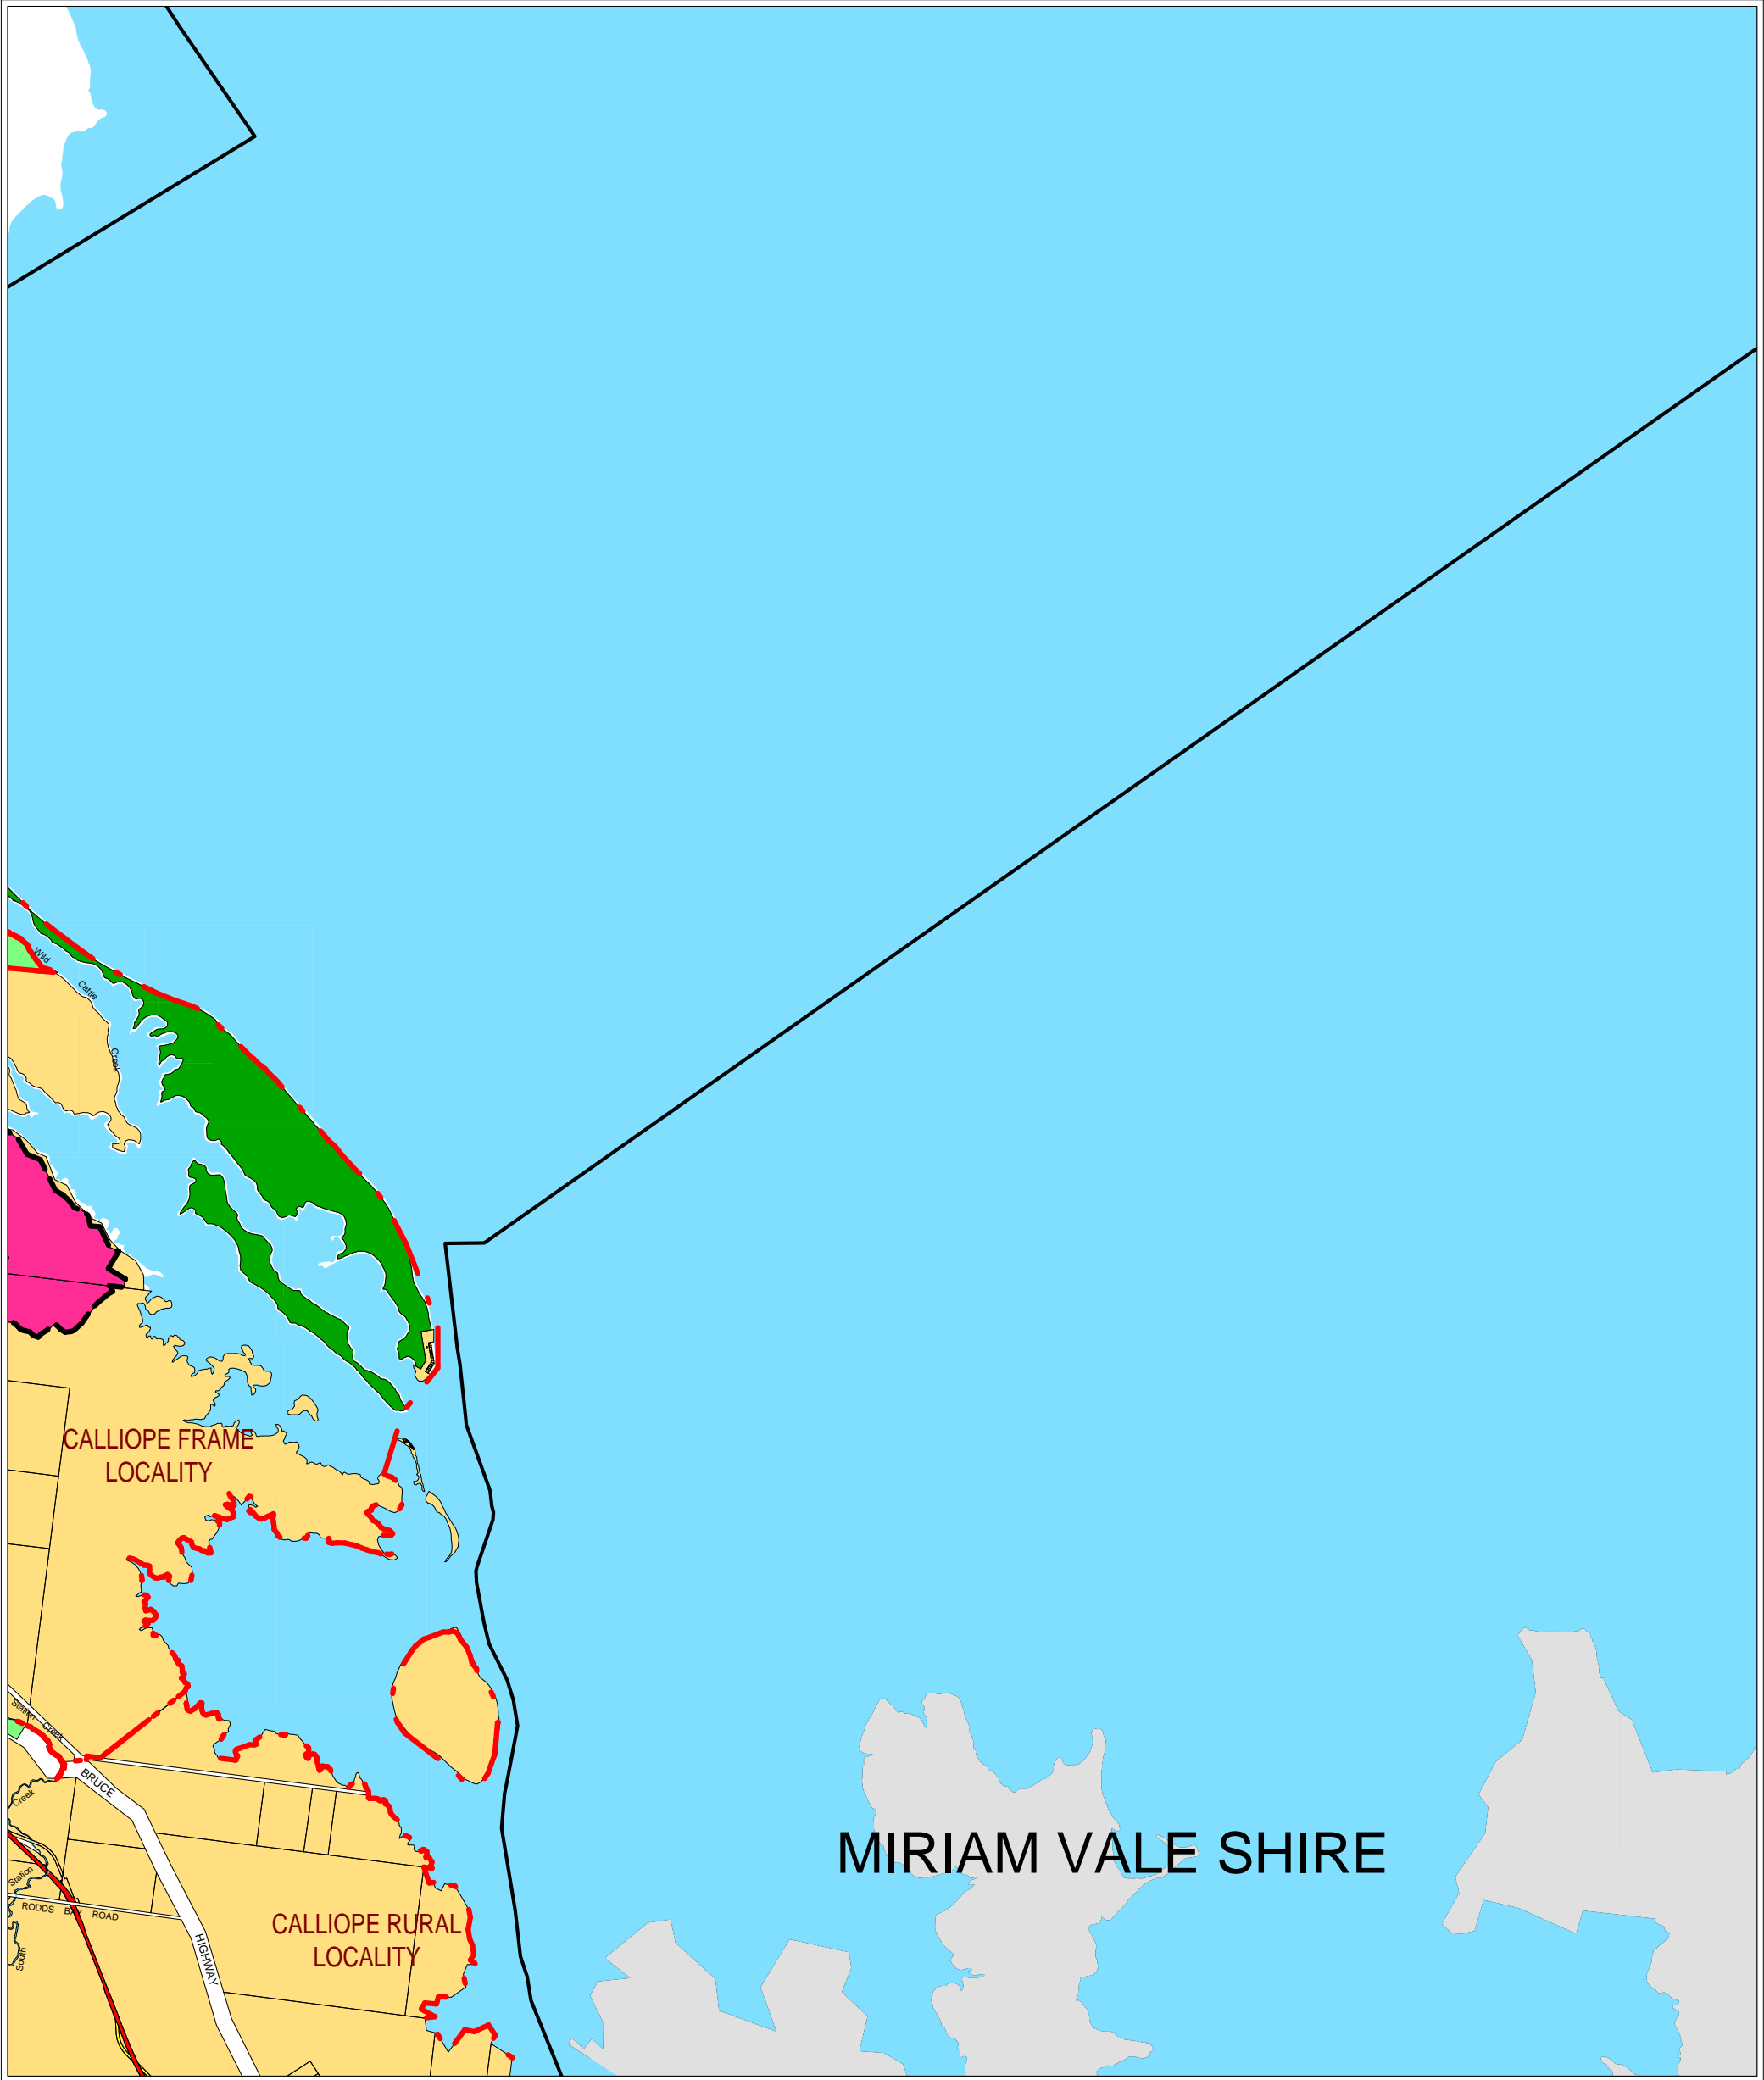 Wild
Cattle
Creek
CALLIOPE FRAME
LOCALITY
Station Creek
BRUCE
Creek
MIRIAM VALE SHIRE
Station
RODDS BAY ROAD
CALLIOPE RURAL
LOCALITY
HIGHWAY
South